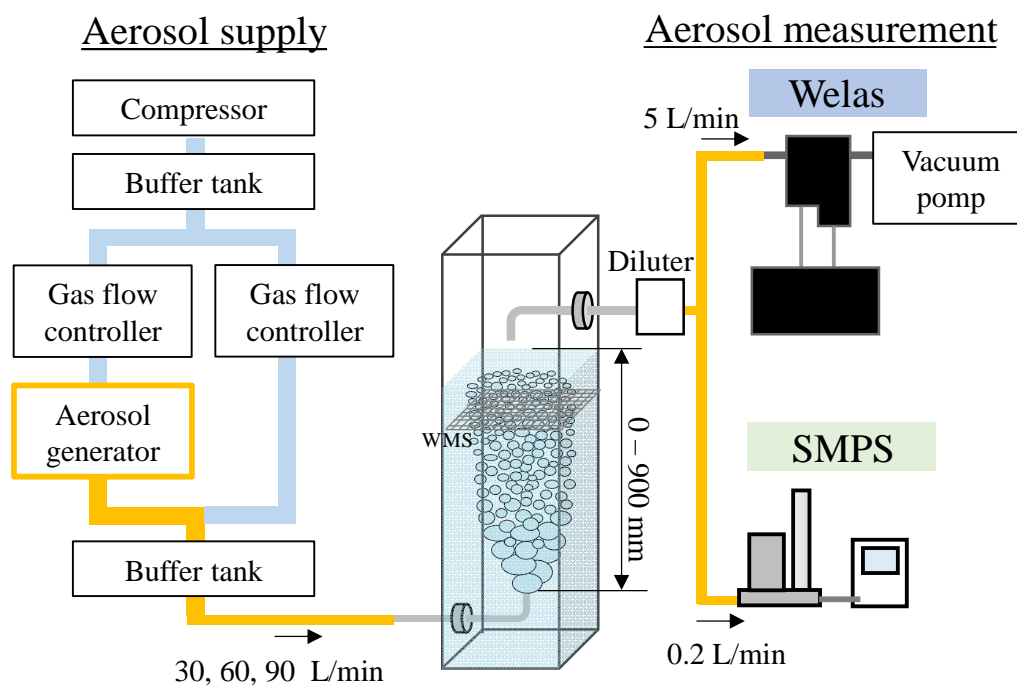 Aerosol supply
Compressor
Buffer tank
Gas flow
controller
Gas flow
controller
Aerosol
generator
Buffer tank
30, 60, 90 L/min
WMS
0 – 900 mm
Diluter
Aerosol measurement
Welas
5 L/min
Vacuum
pomp
SMPS
0.2 L/min